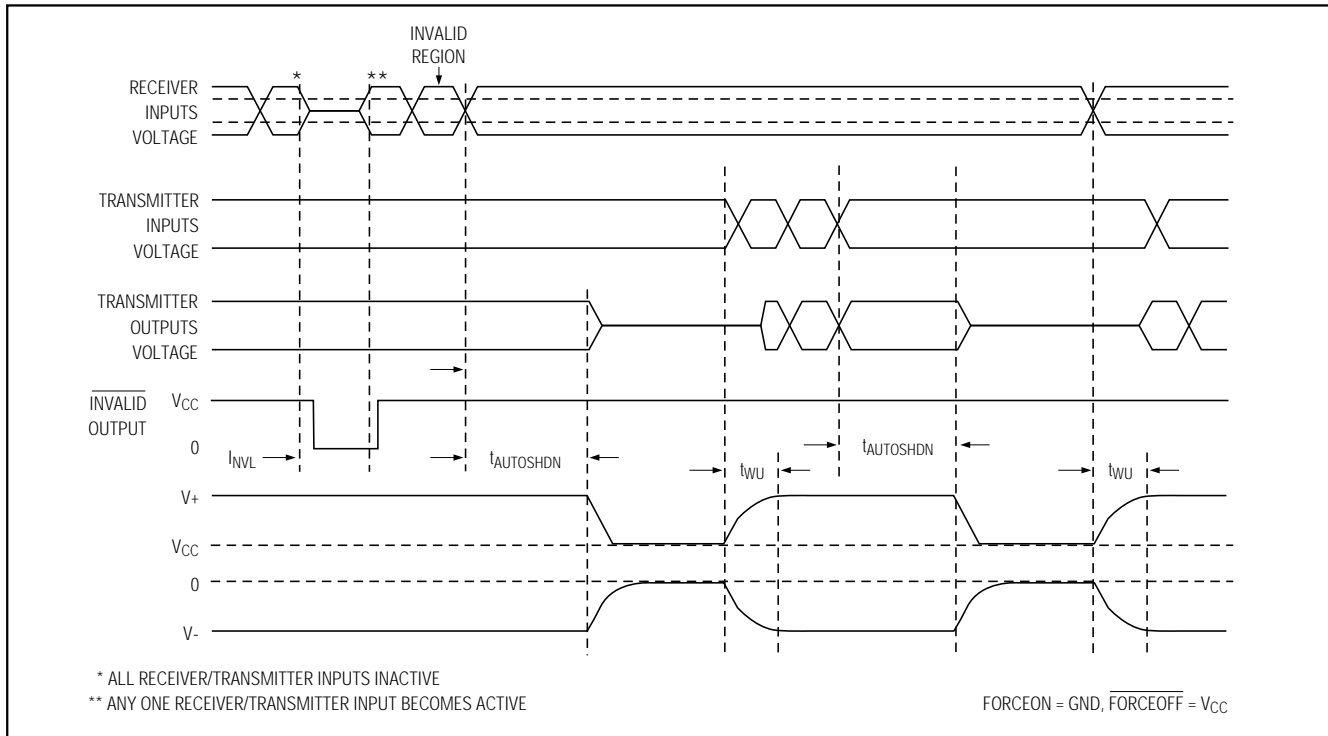 INVALID
REGION
* **
RECEIVER
INPUTS
VOLTAGE
TRANSMITTER
INPUTS
VOLTAGE
TRANSMITTER
OUTPUTS
VOLTAGE
INVALID
OUTPUT
VCC
0
INVL
tAUTOSHDN
tWU
tAUTOSHDN
tWU
V+
VCC
0
V-
* ALL RECEIVER/TRANSMITTER INPUTS INACTIVE
** ANY ONE RECEIVER/TRANSMITTER INPUT BECOMES ACTIVE
FORCEON = GND, FORCEOFF = VCC